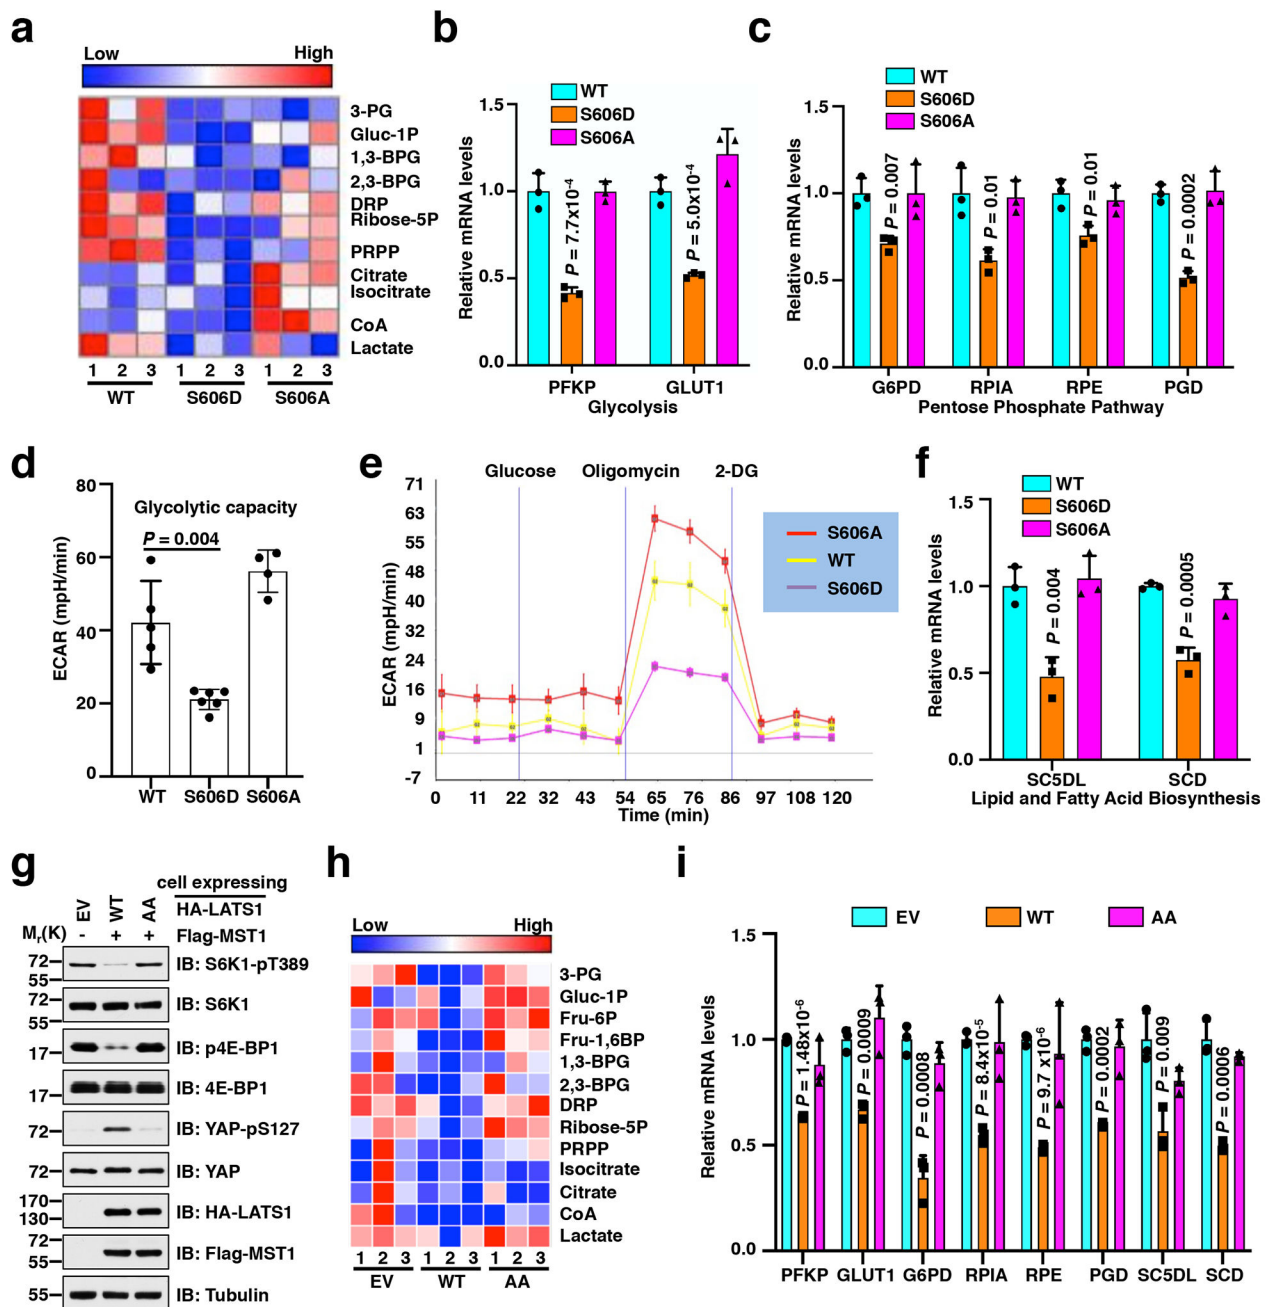 a
Low High
3-PG
Gluc-1P
1,3-BPG
2,3-BPG
DRP
Ribose-5P
PRPP
Citrate
Isocitrate
CoA
Lactate
1 2 3 1 2 3 1 2 3
WT S606D S606A
b
WT
S606D
S606A
Relative mRNA levels
1.5
1.0
0.5
0.0
P = 7.7x10-4
P = 5.0x10-4
PFKP GLUT1
Glycolysis
c
WT
S606D
S606A
Relative mRNA levels
1.5
1.0
0.5
0.0
P = 0.007
P = 0.01
P = 0.01
P = 0.0002
G6PD RPIA RPE PGD
Pentose Phosphate Pathway
d
Glycolytic capacity
P = 0.004
ECAR (mpH/min)
80
60
40
20
0
WT S606D S606A
e
Glucose Oligomycin 2-DG
ECAR (mpH/min)
71
63
55
48
40
32
24
16
9
1
-7
S606A
WT
S606D
0 11 22 32 43 54 65 76 86 97 108 120
Time (min)
f
WT
S606D
S606A
Relative mRNA levels
1.5
1.0
0.5
0.0
P = 0.004
P = 0.0005
SC5DL SCD
Lipid and Fatty Acid Biosynthesis
g
cell expressing
EV WT AA HA-LATS1
Mr(K) - + + Flag-MST1
72 55 IB: S6K1-pT389
72 55 IB: S6K1
17 IB: p4E-BP1
17 IB: 4E-BP1
72 IB: YAP-pS127
72 IB: YAP
170 130 IB: HA-LATS1
72 55 IB: Flag-MST1
55 IB: Tubulin
h
Low High
3-PG
Gluc-1P
Fru-6P
Fru-1,6BP
1,3-BPG
2,3-BPG
DRP
Ribose-5P
PRPP
Isocitrate
Citrate
CoA
Lactate
1 2 3 1 2 3 1 2 3
EV WT AA
i
EV WT AA
Relative mRNA levels
1.5
1.0
0.5
0.0
P = 1.48x10-6
P = 0.0009
P = 0.0008
P = 8.4x10-5
P = 9.7 x10-6
P = 0.0002
P = 0.009
P = 0.0006
PFKP GLUT1 G6PD RPIA RPE PGD SC5DL SCD